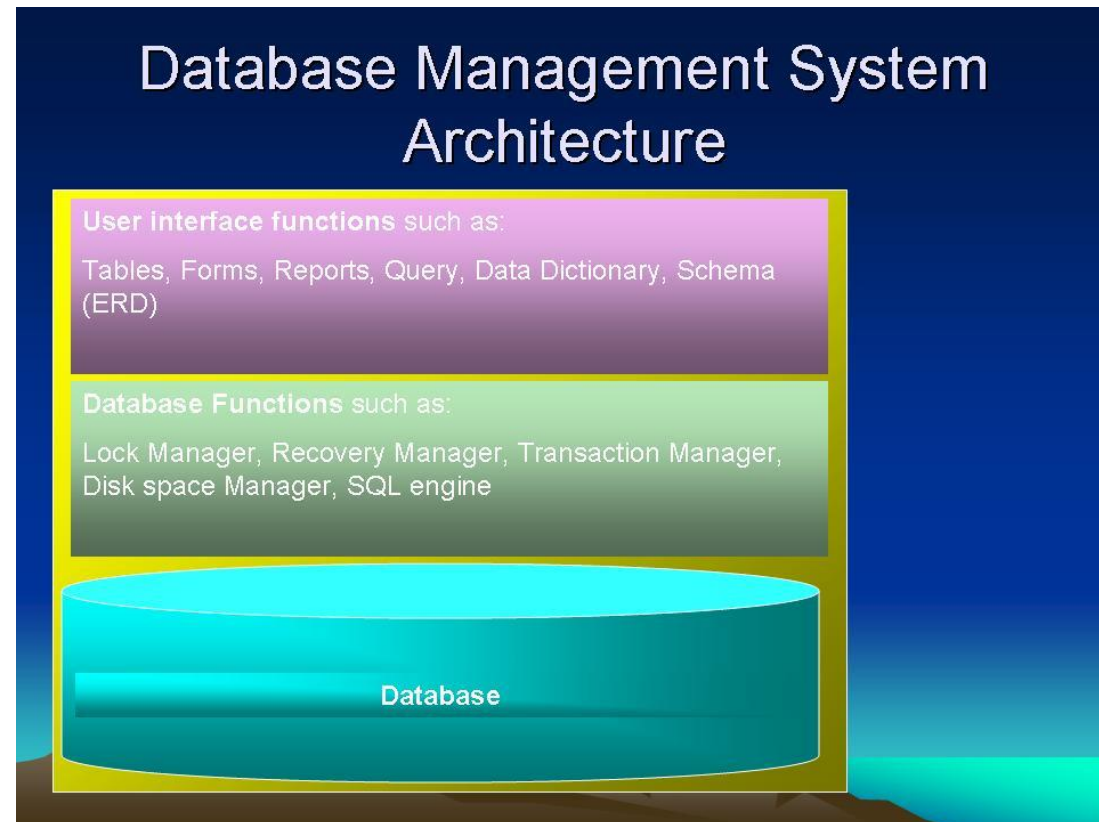 Database Management System
Architecture
User interface functions such as:
Tables, Forms, Reports, Query, Data Dictionary, Schema
(ERD)
Database Functions such as:
Lock Manager, Recovery Manager, Transaction Manager,
Disk space Manager, SQL engine
Database